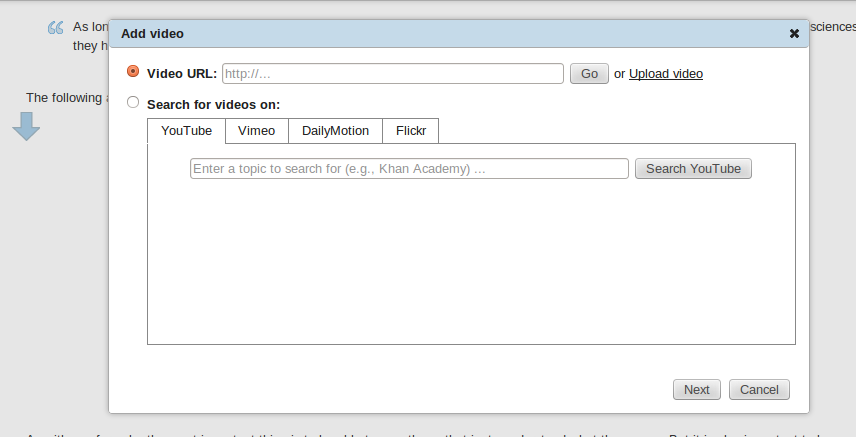 As lon
sciences
they h
Add video
Video URL: http://... Go or Upload video
Search for videos on:
The following
YouTube Vimeo DailyMotion Flickr
Enter a topic to search for (e.g., Khan Academy) ... Search YouTube
Next Cancel